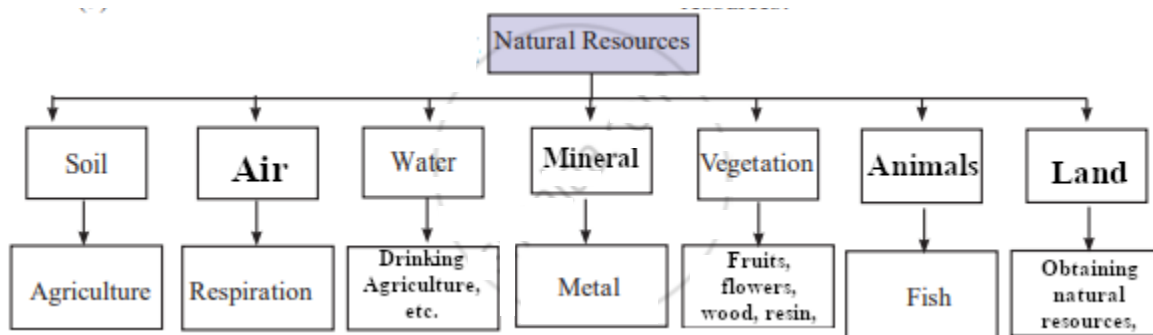 Natural Resources
Soil
Air
Water
Mineral
Vegetation
Animals
Land
Agriculture
Respiration
Drinking
Agriculture,
etc.
Metal
Fruits,
flowers,
wood, resin,
Fish
Obtaining
natural
resources,